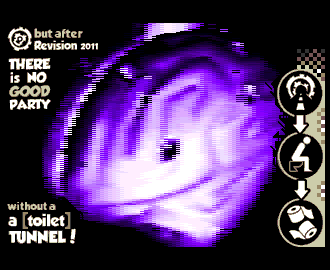 but after
Revision 2011
THERE
is NO
GOOD
PARTY
without a
a [toilet]
TUNNEL!